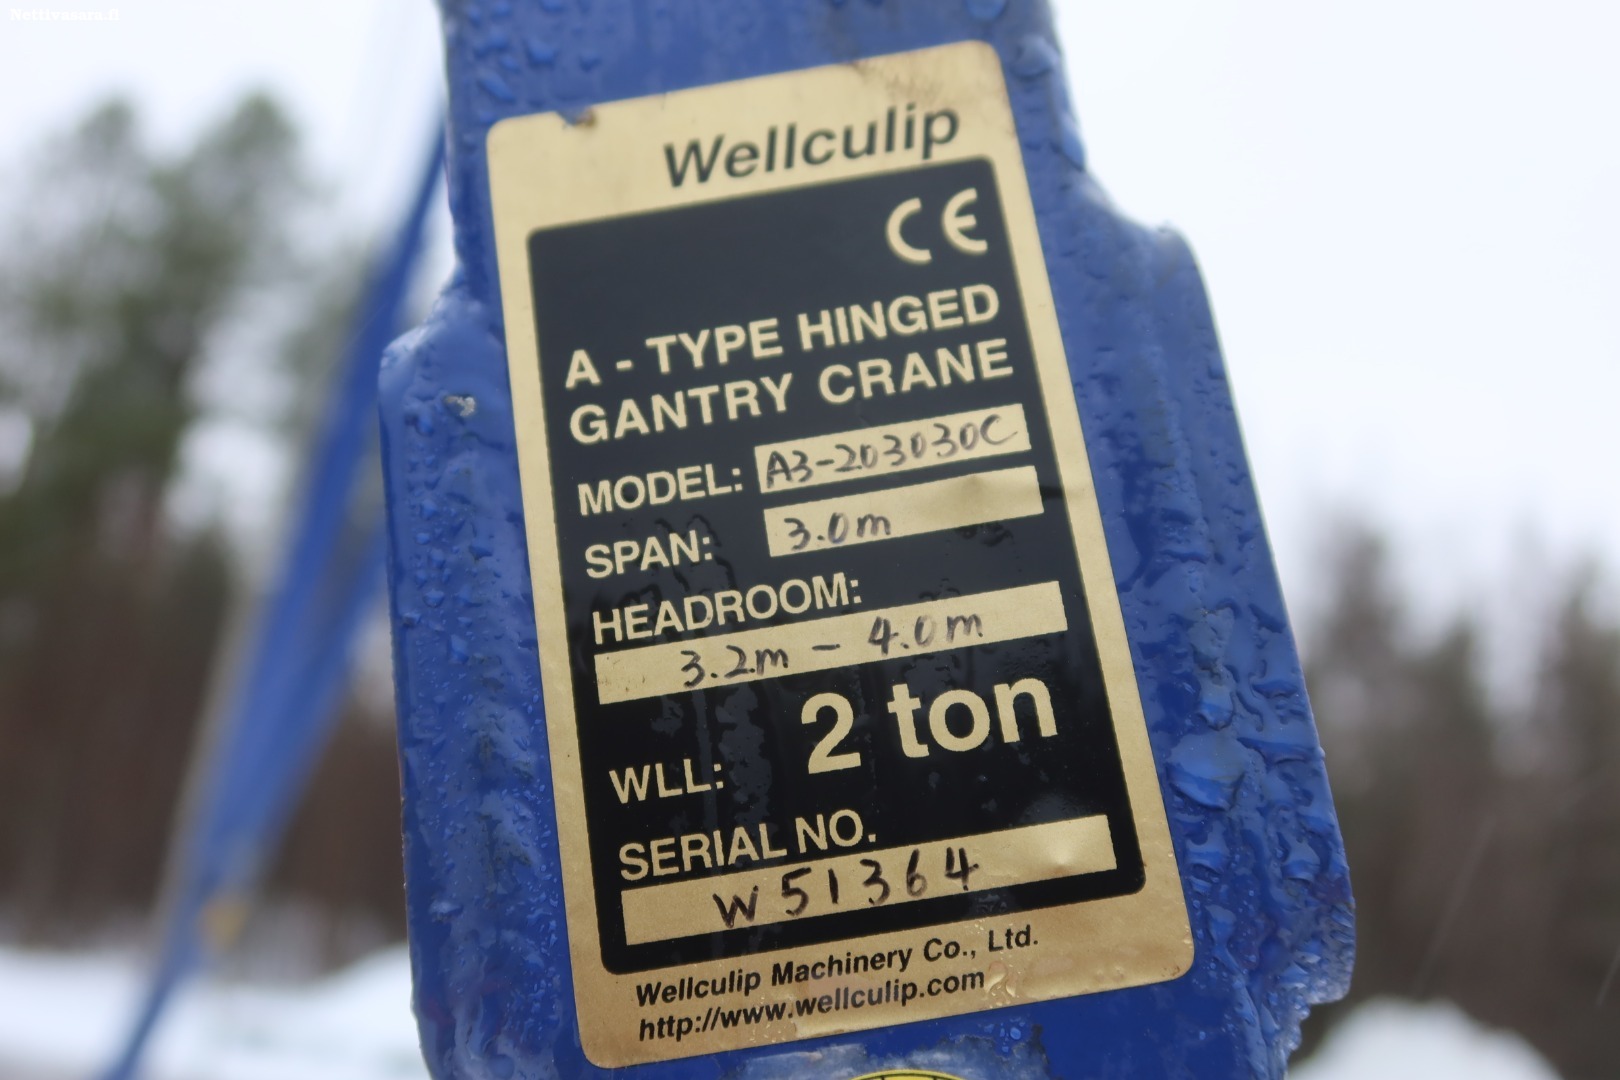 Nettivasara.fi
Wellculip
CE
A - TYPE HINGED
GANTRY CRANE
MODEL: A3-203030C
SPAN: 3.0m
HEADROOM:
3.2m - 4.0m
WLL: 2 ton
SERIAL NO.
W51364
Wellculip Machinery Co., Ltd.
http://www.wellculip.com